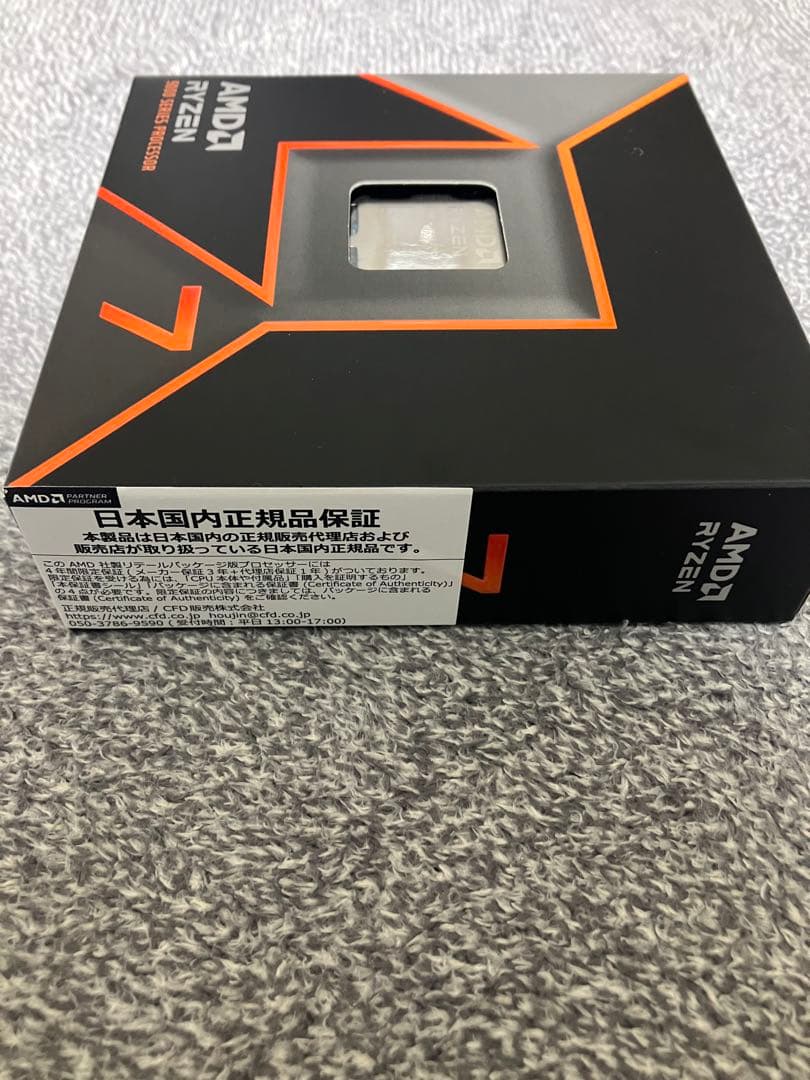 AMD
RYZEN
5000 SERIES PROCESSOR
7
AMD
RYZEN
AMD PARTNER PROGRAM
日本国内正規品保証
本製品は日本国内の正規販売代理店および
販売店が取り扱っている日本国内正規品です。
この AMD 社製リテールパッケージ版プロセッサーには
4年間限定保証 ( メーカー保証 3 年 + 代理店保証 1 年 ) がついております。
限定保証を受ける為には、「CPU 本体や付属品」「購入を証明するもの」
「本保証書シール」「パッケージに含まれる保証書 (Certificate of Authenticity)」
の 4 点が必要です。限定保証の内容につきましては、パッケージに含まれる
保証書 (Certificate of Authenticity) をご確認ください。
正規販売代理店 / CFD 販売株式会社
https://www.cfd.co.jp houjin@cfd.co.jp
050-3786-9590 ( 受付時間 : 平日 13:00-17:00)
7
AMD
RYZEN